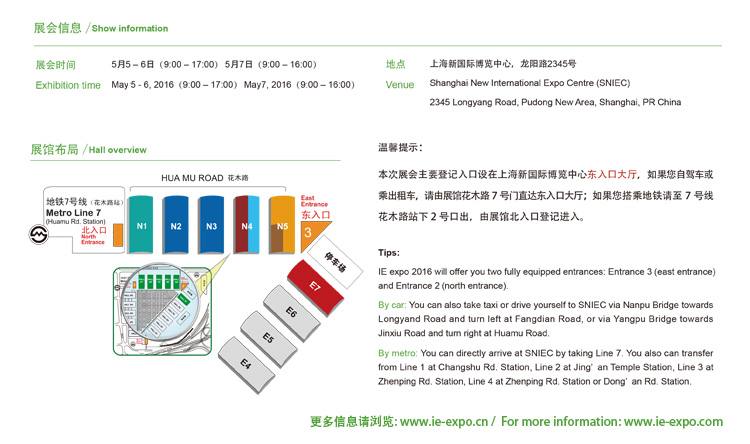 展会信息 / Show information
展会时间 5月5 – 6日（9:00 – 17:00） 5月7日（9:00 – 16:00）
Exhibition time May 5 - 6, 2016（9:00 – 17:00） May7, 2016（9:00 – 16:00）
地点 上海新国际博览中心，龙阳路2345号
Venue Shanghai New International Expo Centre (SNIEC)
2345 Longyang Road, Pudong New Area, Shanghai, PR China
展馆布局 / Hall overview
HUA MU ROAD 花木路
地铁7号线（花木路站）
Metro Line 7
(Huamu Rd. Station)
北入口
North
Entrance
N1
N2
N3
N4
N5
East
Entrance
东入口
3
停车场
E7
E6
E5
E4
温馨提示：
本次展会主要登记入口设在上海新国际博览中心东入口大厅，如果您自驾车或
乘出租车，请由展馆花木路 7 号门直达东入口大厅；如果您搭乘地铁请至 7 号线
花木路站下 2 号口出，由展馆北入口登记进入。
Tips:
IE expo 2016 will offer you two fully equipped entrances: Entrance 3 (east entrance)
and Entrance 2 (north entrance).
By car: You can also take taxi or drive yourself to SNIEC via Nanpu Bridge towards
Longyand Road and turn left at Fangdian Road, or via Yangpu Bridge towards
Jinxiu Road and turn right at Huamu Road.
By metro: You can directly arrive at SNIEC by taking Line 7. You also can transfer
from Line 1 at Changshu Rd. Station, Line 2 at Jing’ an Temple Station, Line 3 at
Zhenping Rd. Station, Line 4 at Zhenping Rd. Station or Dong’ an Rd. Station.
更多信息请浏览: www.ie-expo.cn / For more information: www.ie-expo.com